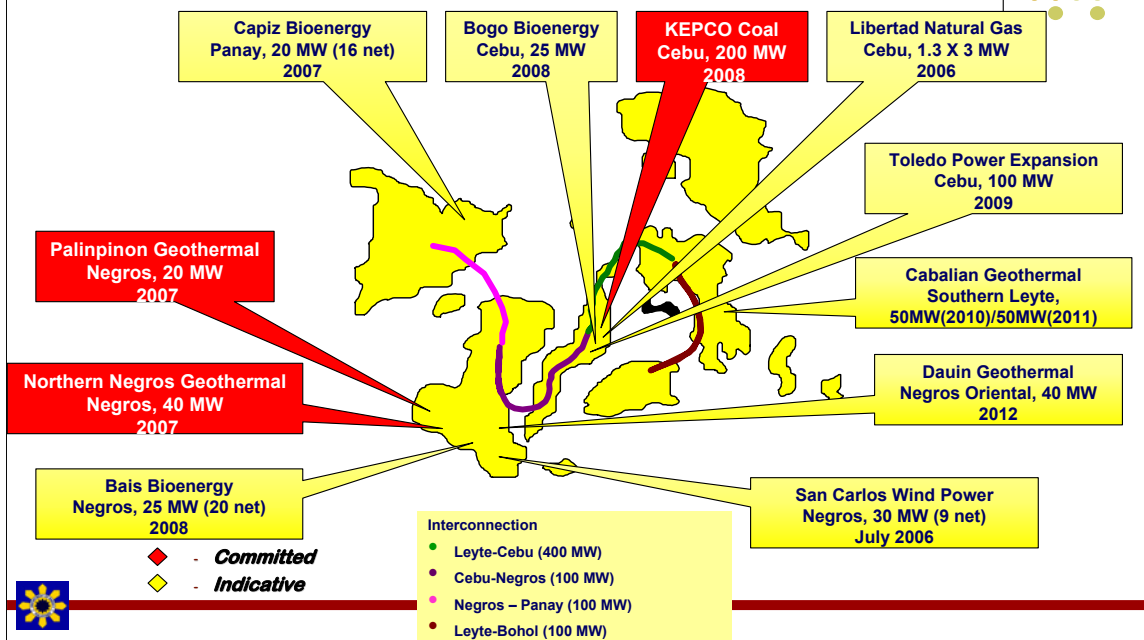 Capiz Bioenergy
Panay, 20 MW (16 net)
2007
Bogo Bioenergy
Cebu, 25 MW
2008
KEPCO Coal
Cebu, 200 MW
2008
Libertad Natural Gas
Cebu, 1.3 X 3 MW
2006
Toledo Power Expansion
Cebu, 100 MW
2009
Palinpinon Geothermal
Negros, 20 MW
2007
Cabalian Geothermal
Southern Leyte,
50MW(2010)/50MW(2011)
Northern Negros Geothermal
Negros, 40 MW
2007
Dauin Geothermal
Negros Oriental, 40 MW
2012
Bais Bioenergy
Negros, 25 MW (20 net)
2008
San Carlos Wind Power
Negros, 30 MW (9 net)
July 2006
- Committed
- Indicative
Interconnection
• Leyte-Cebu (400 MW)
• Cebu-Negros (100 MW)
• Negros – Panay (100 MW)
• Leyte-Bohol (100 MW)